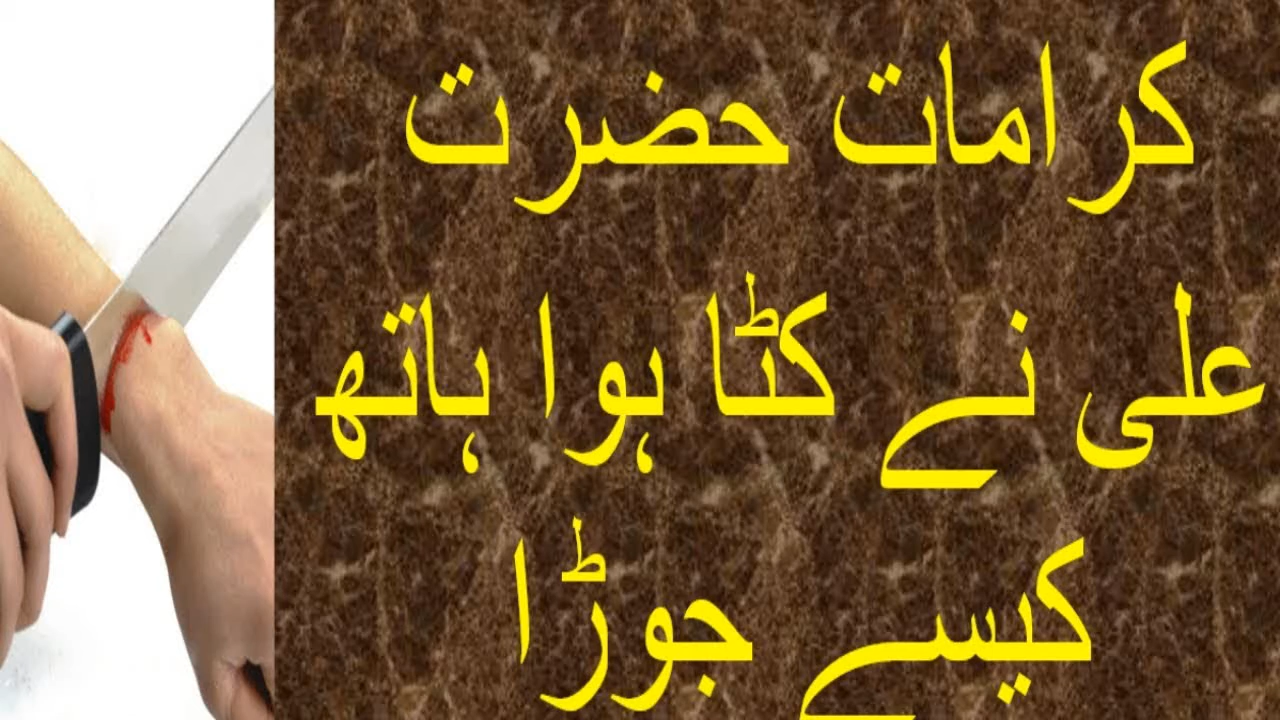 کرامات حضرت
علی نے کٹا ہوا ہاتھ
کیسے جوڑا